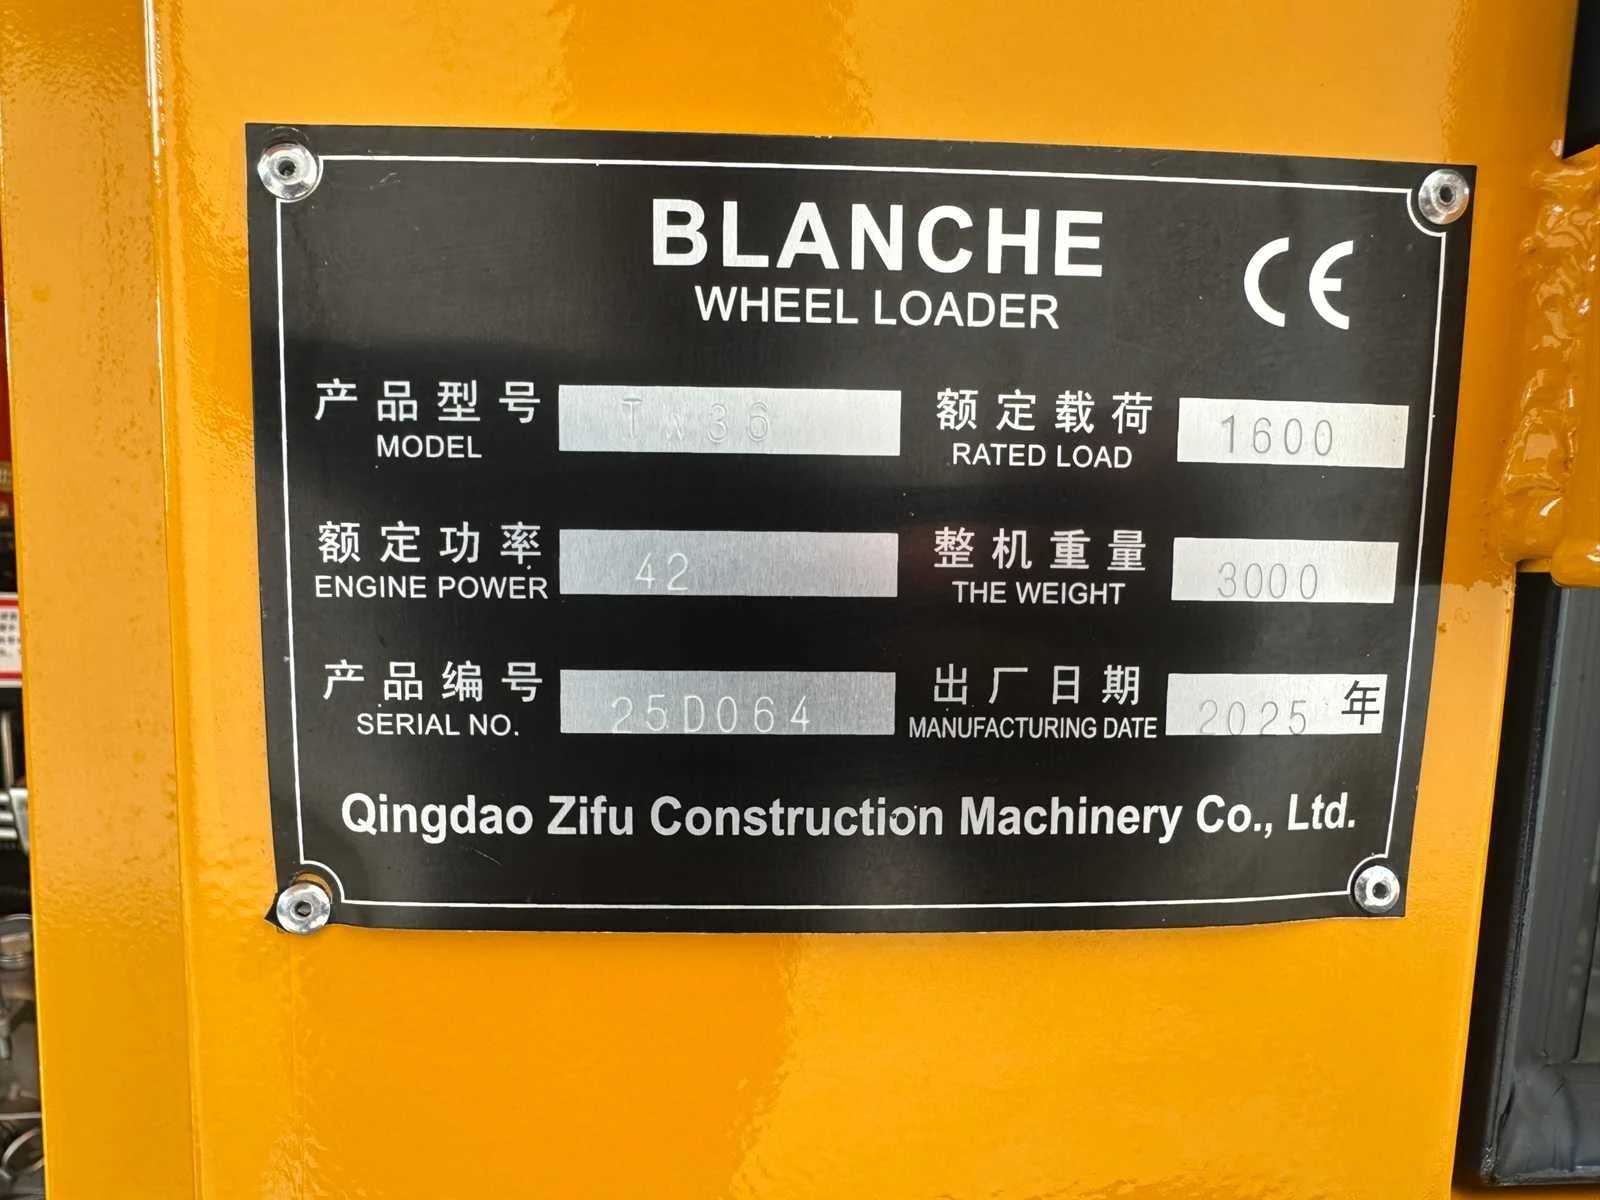 BLANCHE
WHEEL LOADER
CE
产品型号 TW36 额定载荷 1600
MODEL RATED LOAD
额定功率 42 整机重量 3000
ENGINE POWER THE WEIGHT
产品编号 25D064 出厂日期 2025 年
SERIAL NO. MANUFACTURING DATE
Qingdao Zifu Construction Machinery Co., Ltd.